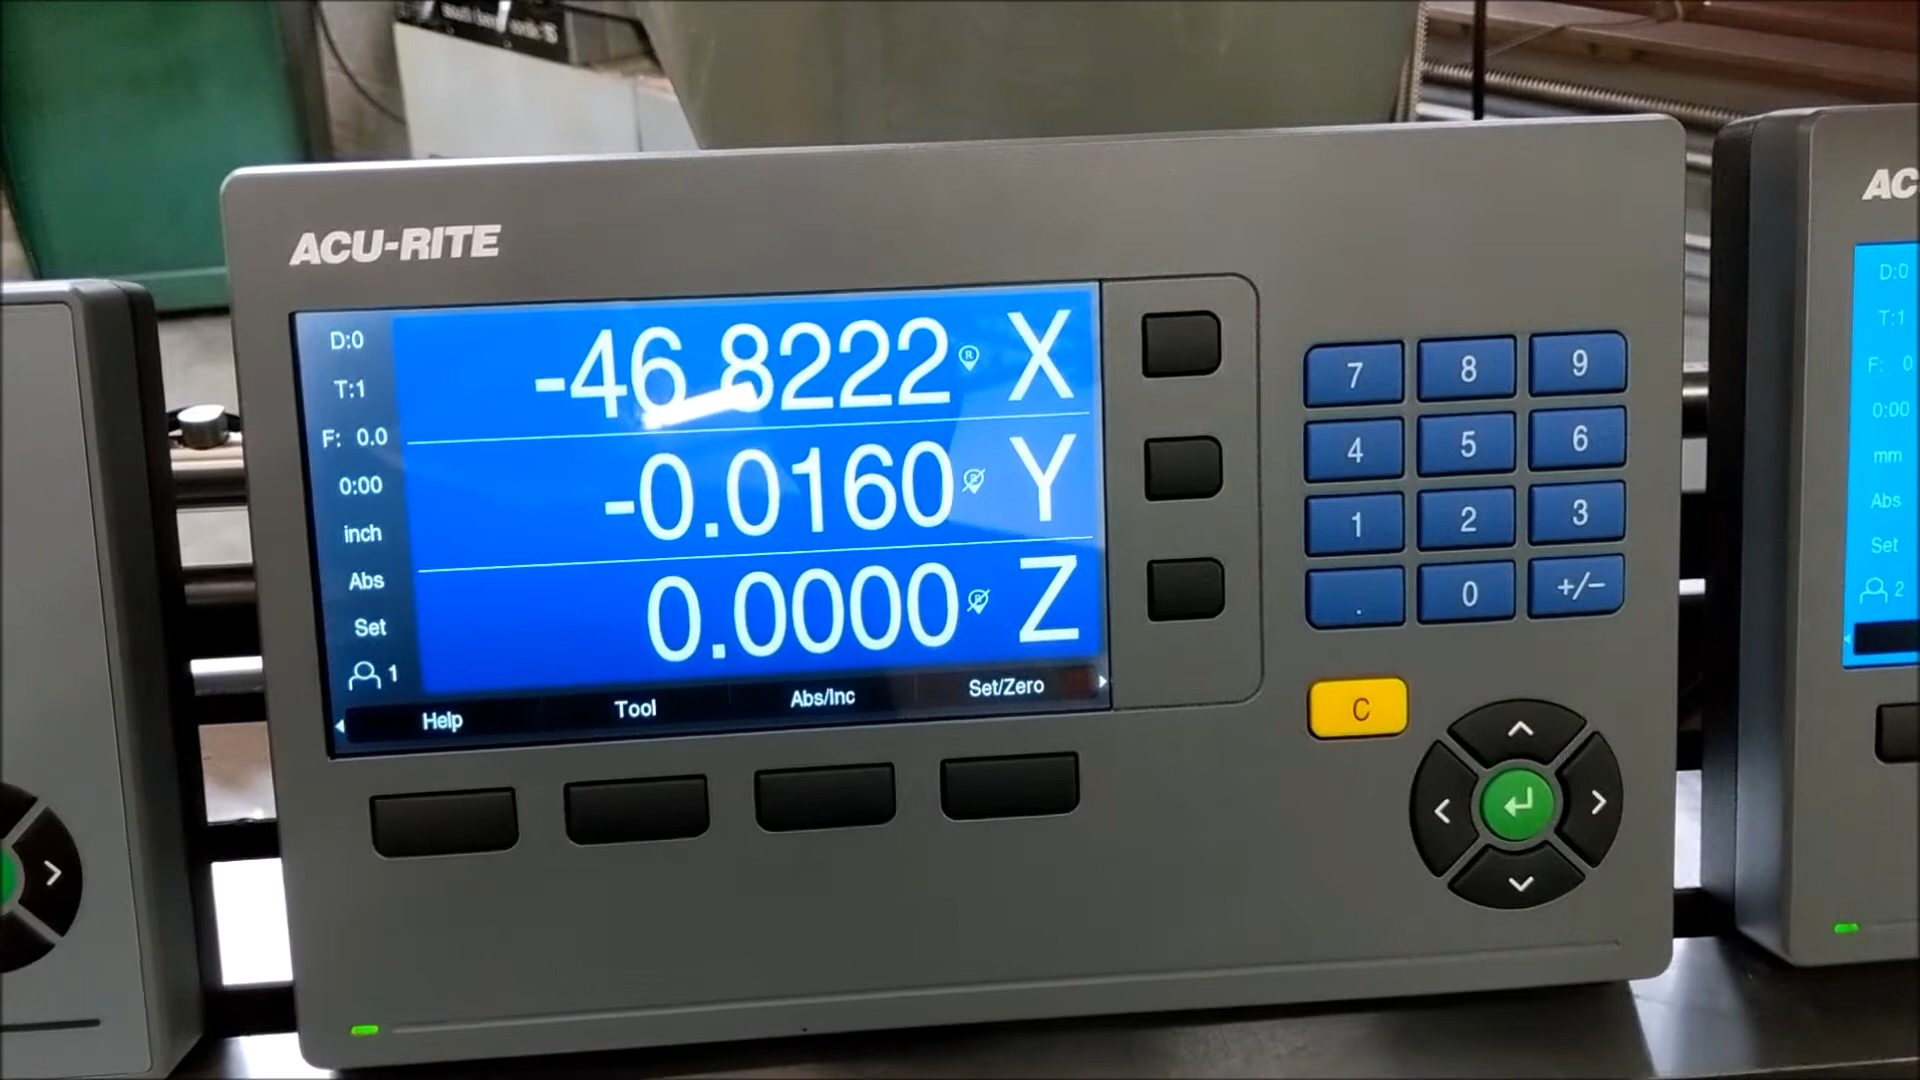 ACU-RITE
D:0
T:1
F: 0.0
0:00
inch
Abs
Set
1
-46.8222 R X
-0.0160 R Y
0.0000 R Z
Help Tool Abs/Inc Set/Zero
7 8 9
4 5 6
1 2 3
. 0 +/-
C
AC
D:0
T:1
F: 0
0:00
mm
Abs
Set
2